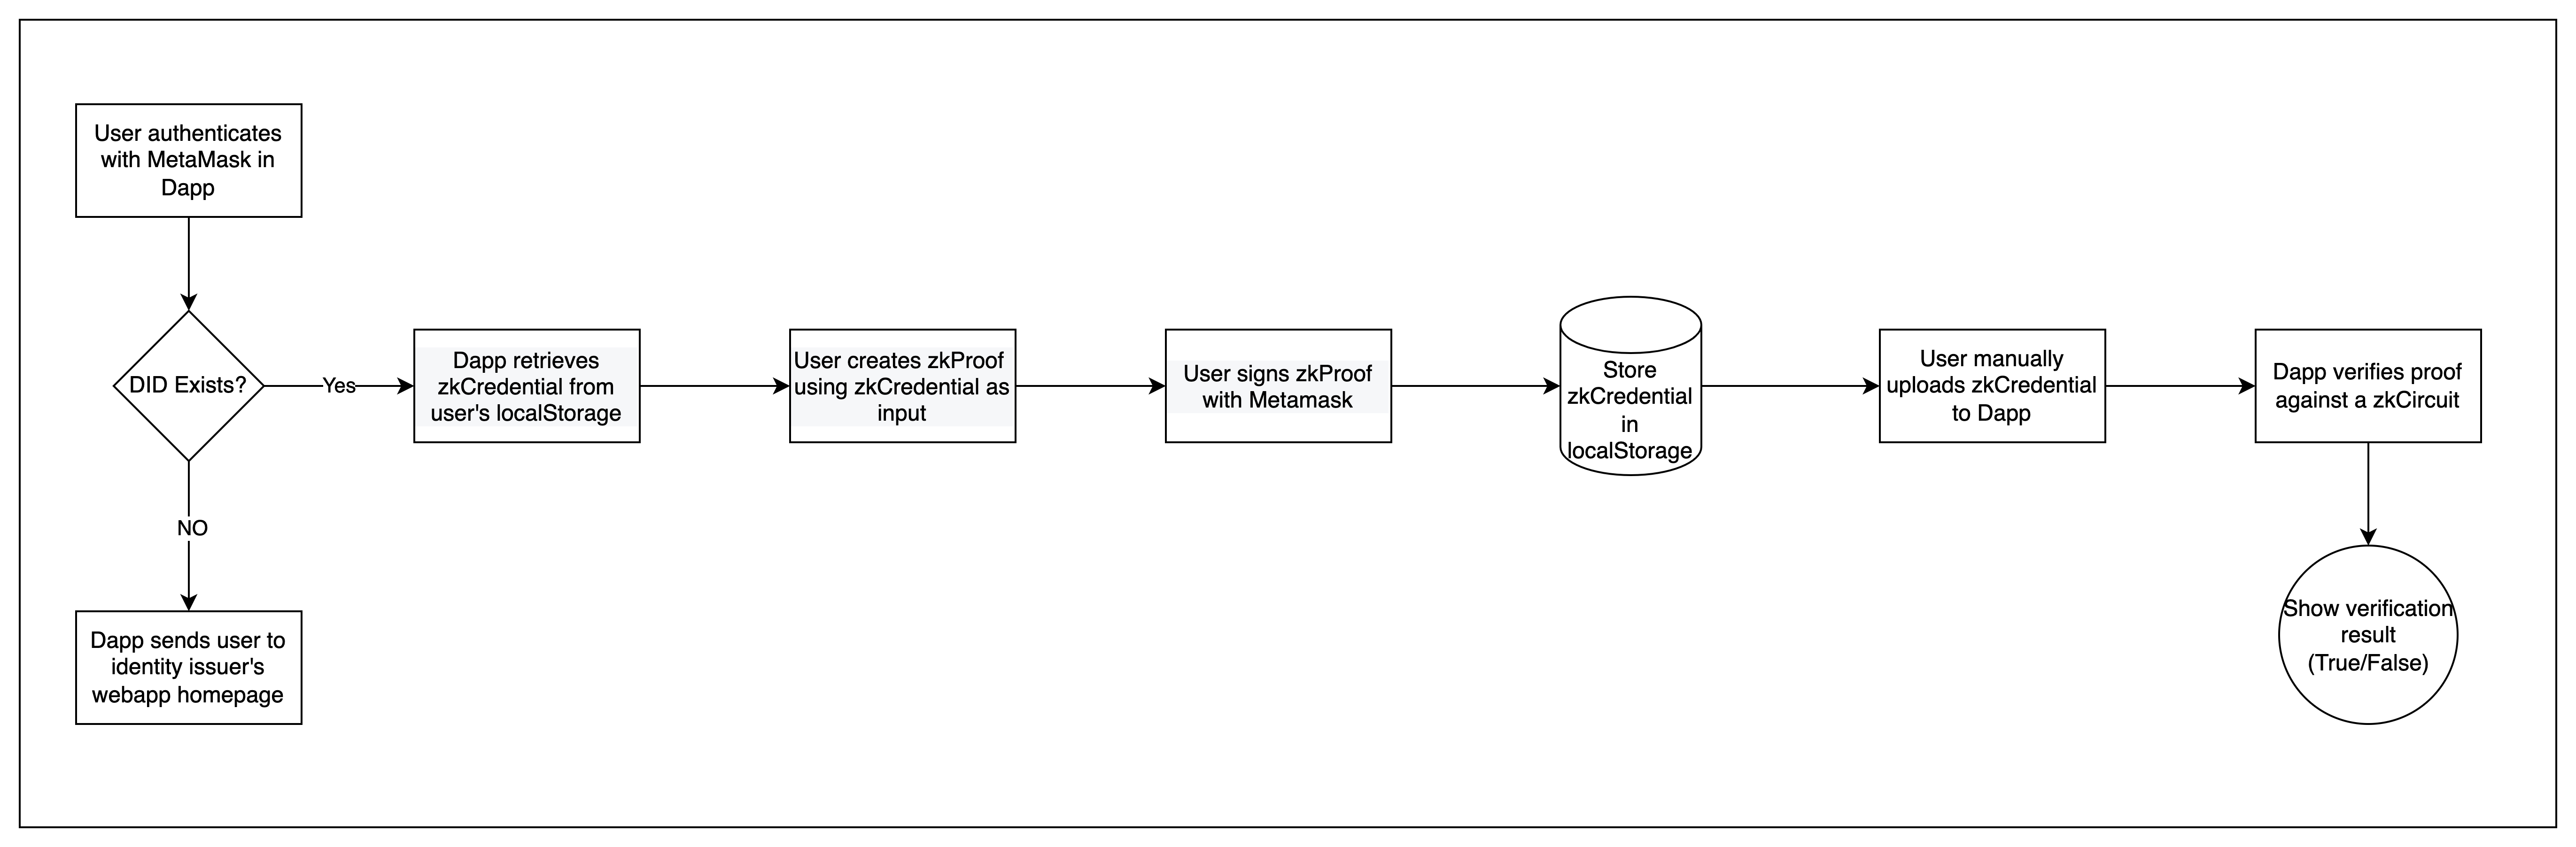 User authenticates
with MetaMask in
Dapp
DID Exists?
Yes
Dapp retrieves
zkCredential from
user's localStorage
User creates zkProof
using zkCredential as
input
User signs zkProof
with Metamask
Store
zkCredential
in
localStorage
User manually
uploads zkCredential
to Dapp
Dapp verifies proof
against a zkCircuit
NO
Dapp sends user to
identity issuer's
webapp homepage
Show verification
result
(True/False)